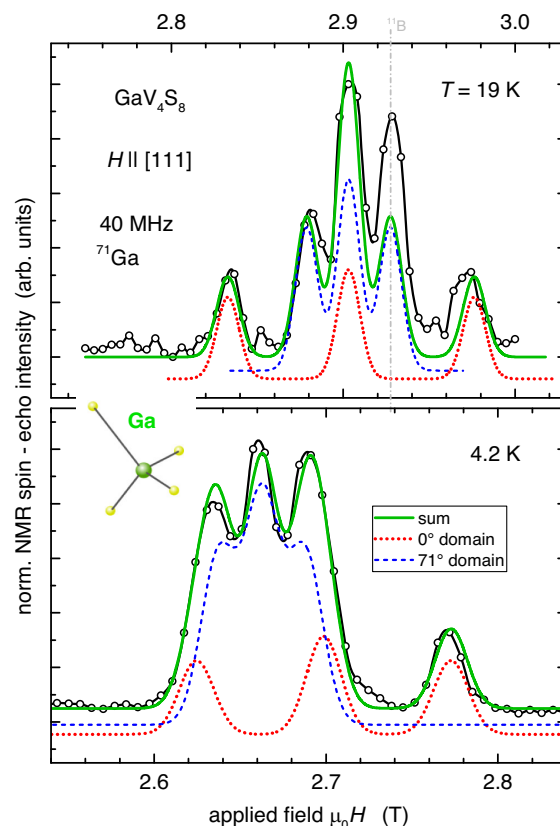 2.8 2.9 3.0
¹¹B
GaV₄S₈
T = 19 K
H II [111]
40 MHz
⁷¹Ga
norm. NMR spin - echo intensity (arb. units)
Ga
4.2 K
sum
0° domain
71° domain
2.6 2.7 2.8
applied field μ₀H (T)